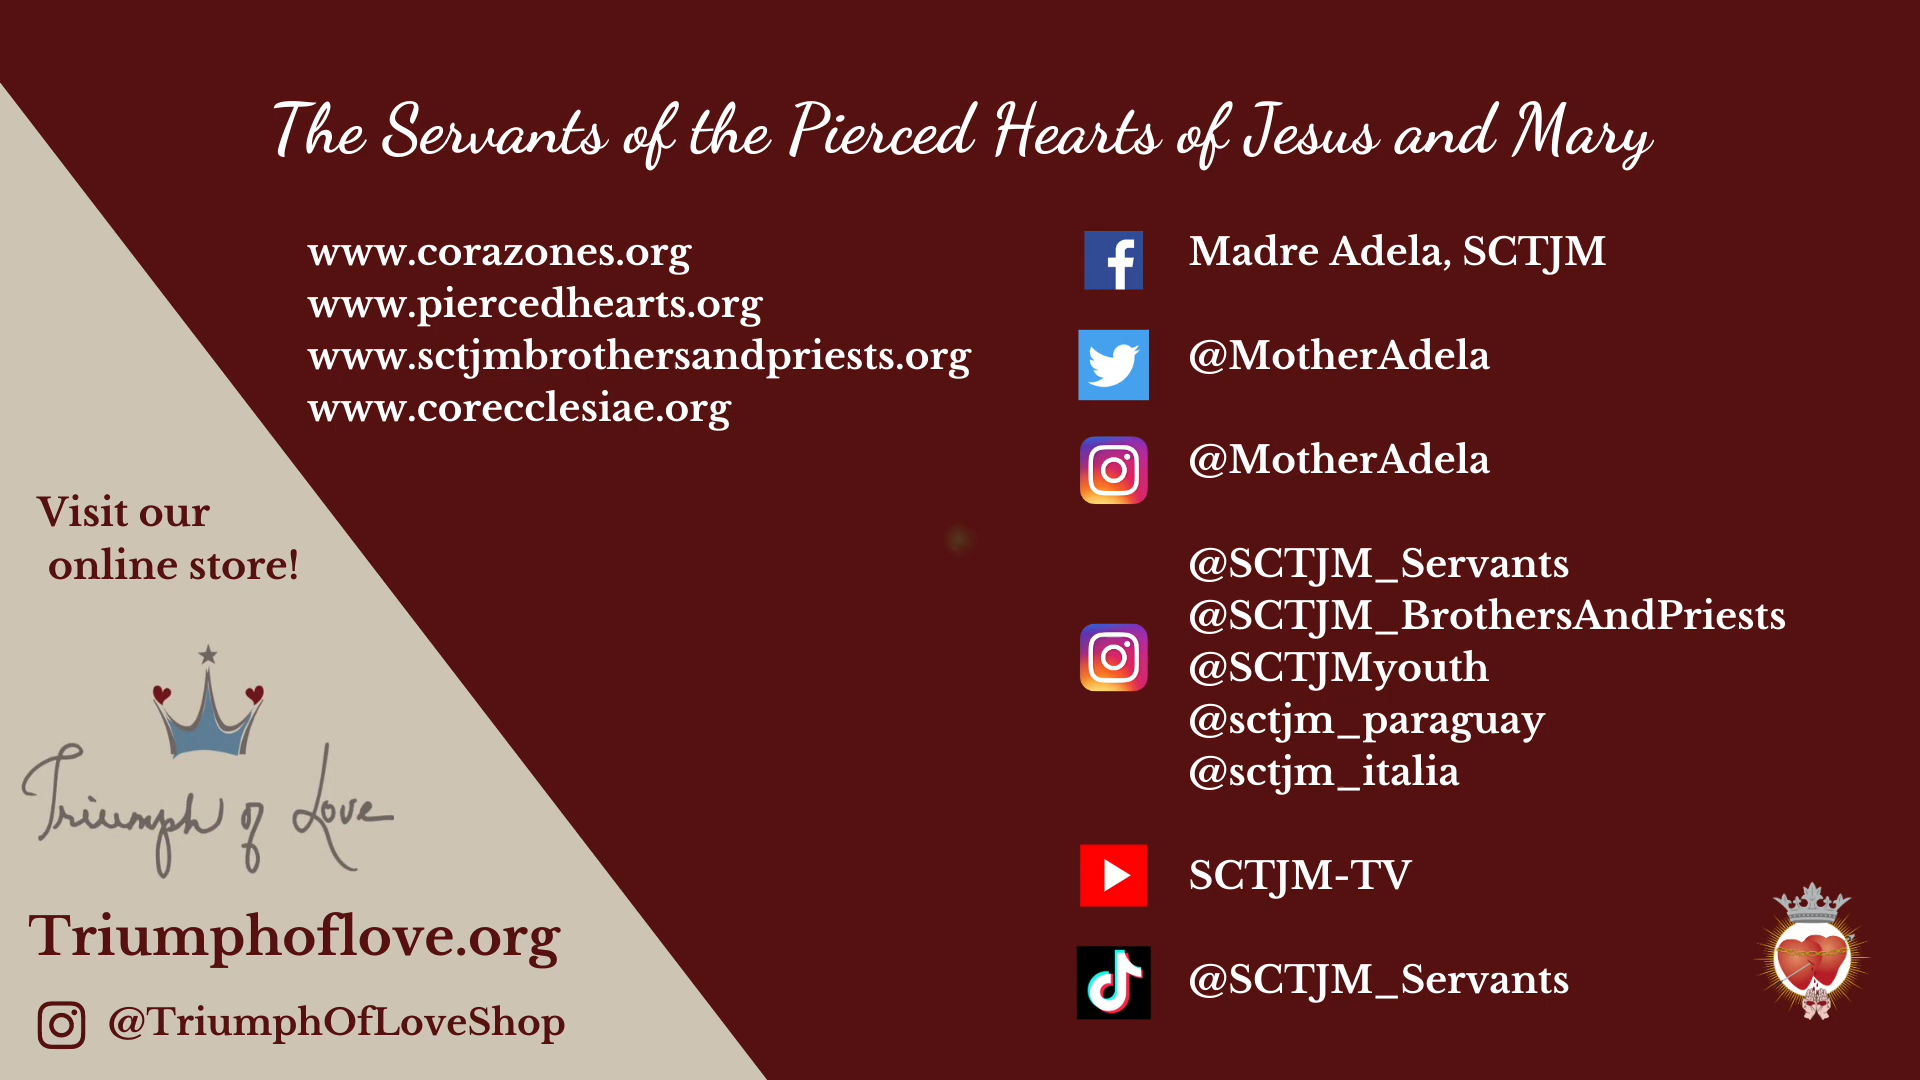 The Servants of the Pierced Hearts of Jesus and Mary
www.corazones.org
www.piercedhearts.org
www.sctjmbrothersandpriests.org
www.corecclesiae.org
Madre Adela, SCTJM
@MotherAdela
@MotherAdela
@SCTJM_Servants
@SCTJM_BrothersAndPriests
@SCTJMyouth
@sctjm_paraguay
@sctjm_italia
SCTJM-TV
@SCTJM_Servants
Visit our
online store!
Triumph of Love
Triumphoflove.org
@TriumphOfLoveShop